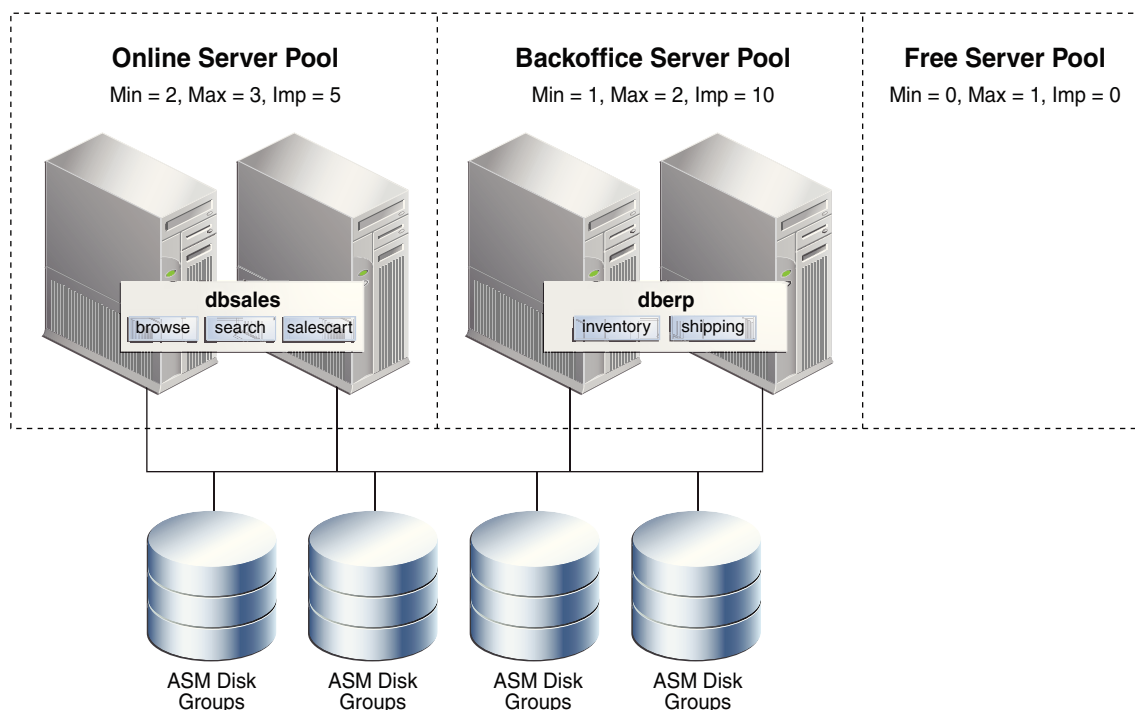 Online Server Pool
Min = 2, Max = 3, Imp = 5
Backoffice Server Pool
Min = 1, Max = 2, Imp = 10
Free Server Pool
Min = 0, Max = 1, Imp = 0
dbsales
browse
search
salescart
dberp
inventory
shipping
ASM Disk
Groups
ASM Disk
Groups
ASM Disk
Groups
ASM Disk
Groups